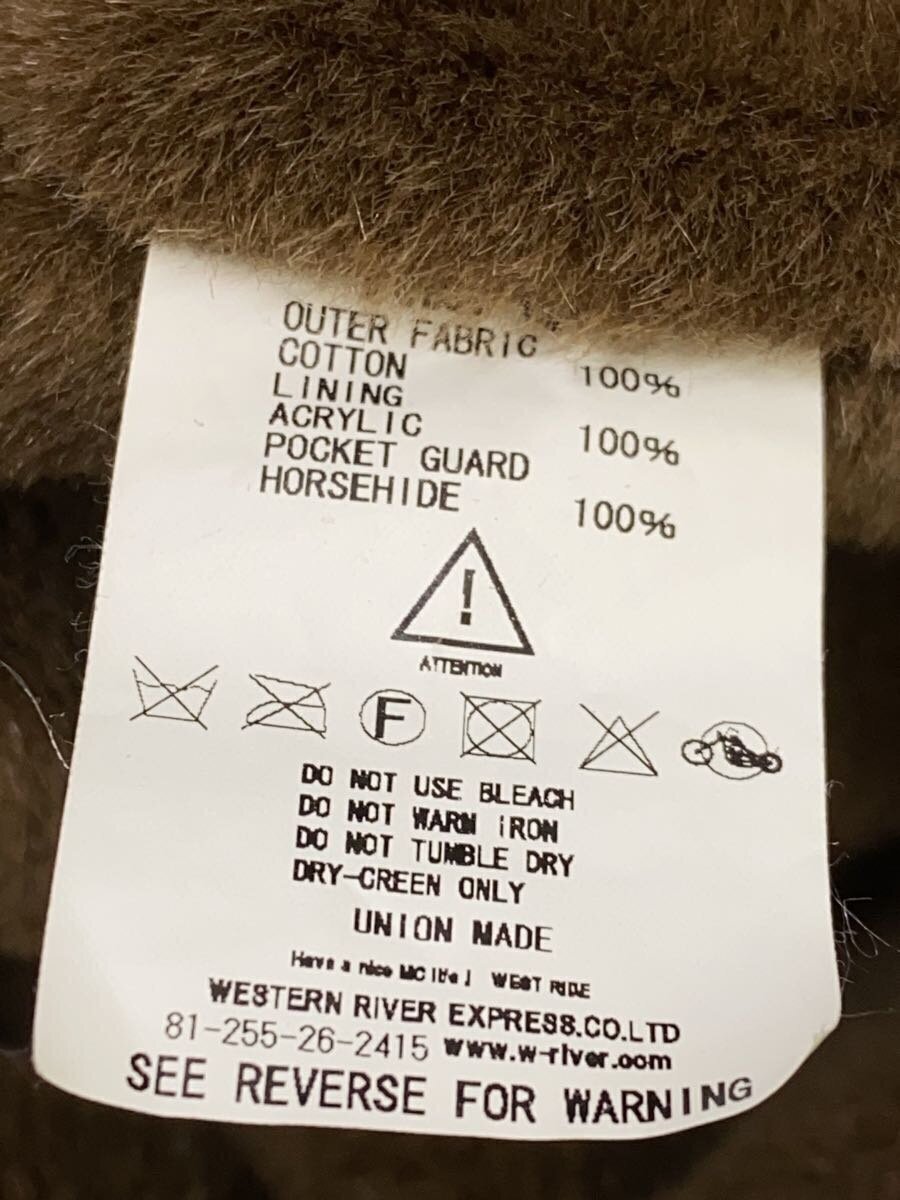 OUTER FABRIC
COTTON 100%
LINING
ACRYLIC 100%
POCKET GUARD
HORSEHIDE 100%
!
ATTENTION
F
DO NOT USE BLEACH
DO NOT WARM IRON
DO NOT TUMBLE DRY
DRY-CREEN ONLY
UNION MADE
Have a nice MC life! WEST RIDE
WESTERN RIVER EXPRESS.CO.LTD
81-255-26-2415 www.w-river.com
SEE REVERSE FOR WARNING